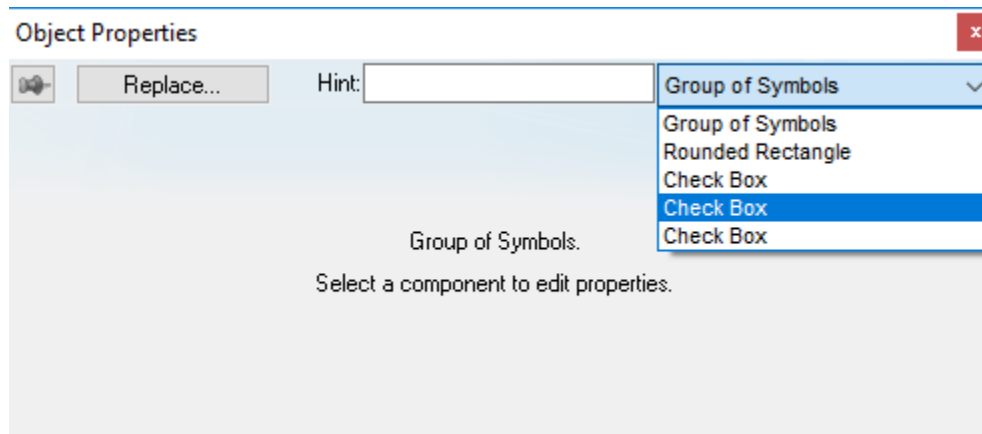 Object Properties
x
Replace...
Hint:
Group of Symbols
Group of Symbols
Rounded Rectangle
Check Box
Check Box
Check Box
Group of Symbols.
Select a component to edit properties.